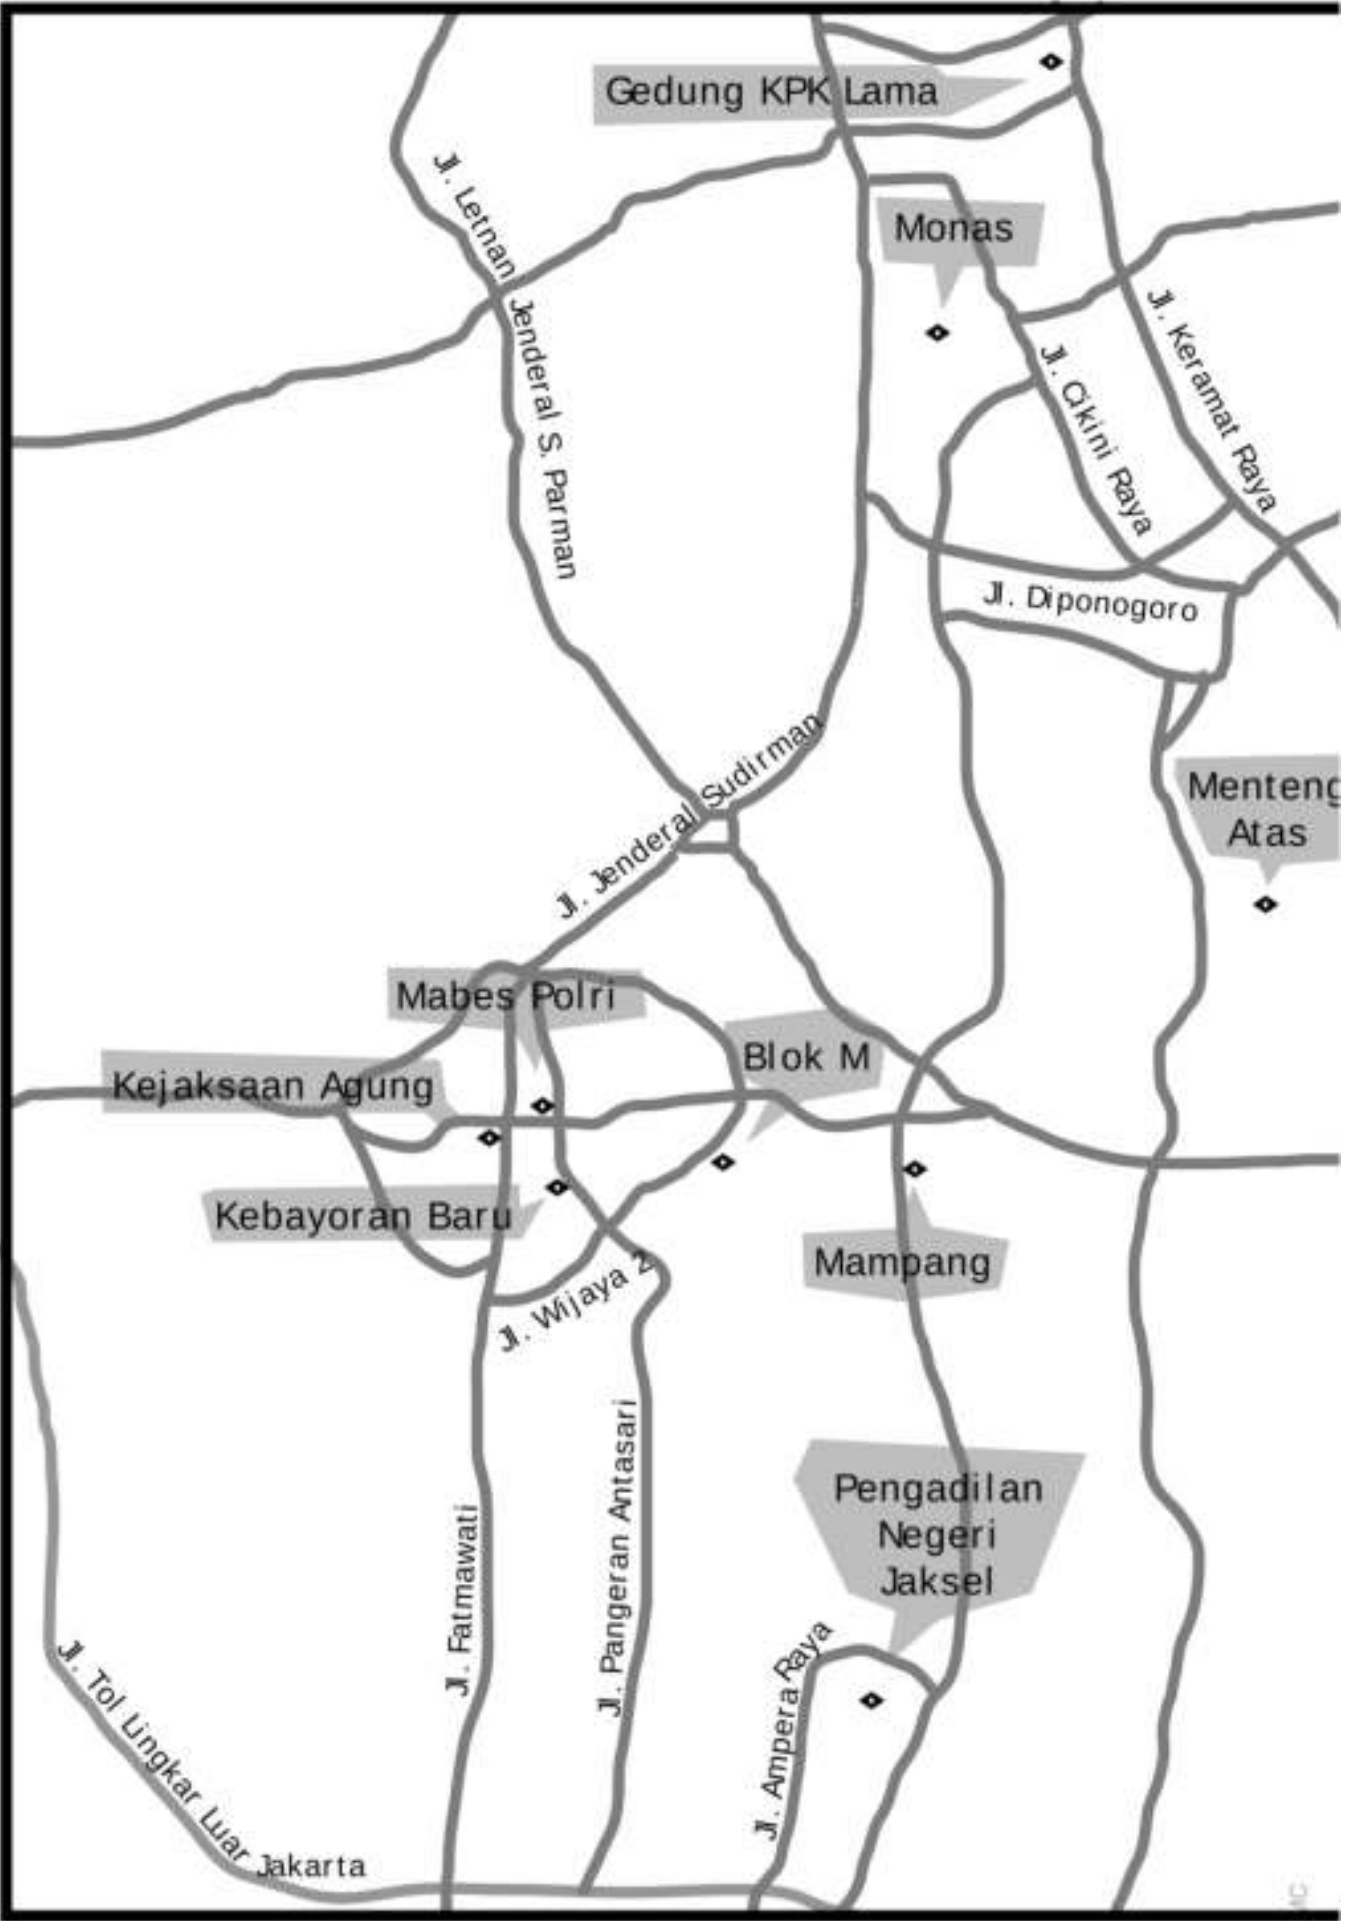 Gedung KPK Lama
Jl. Letnan Jenderal S. Parman
Monas
Jl. Keramat Raya
Jl. Cikini Raya
Jl. Diponogoro
Jl. Jenderal Sudirman
Menteng
Atas
Mabes Polri
Blok M
Kejaksaan Agung
Kebayoran Baru
Mampang
Jl. Wijaya 2
Jl. Pangeran Antasari
Pengadilan
Negeri
Jaksel
Jl. Fatmawati
Jl. Ampera Raya
Jl. Tol Lingkar Luar Jakarta